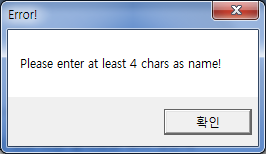 Error!
Please enter at least 4 chars as name!
확인